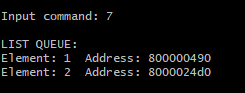 Input command: 7
LIST QUEUE:
Element: 1  Address: 800000490
Element: 2  Address: 8000024d0